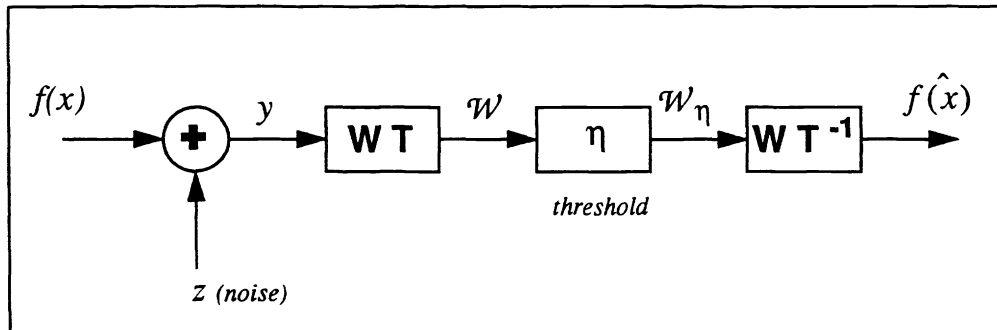 f(x)
+
y
W T
𝒲
η
𝒲η
W T -1
f(x̂)
threshold
z (noise)